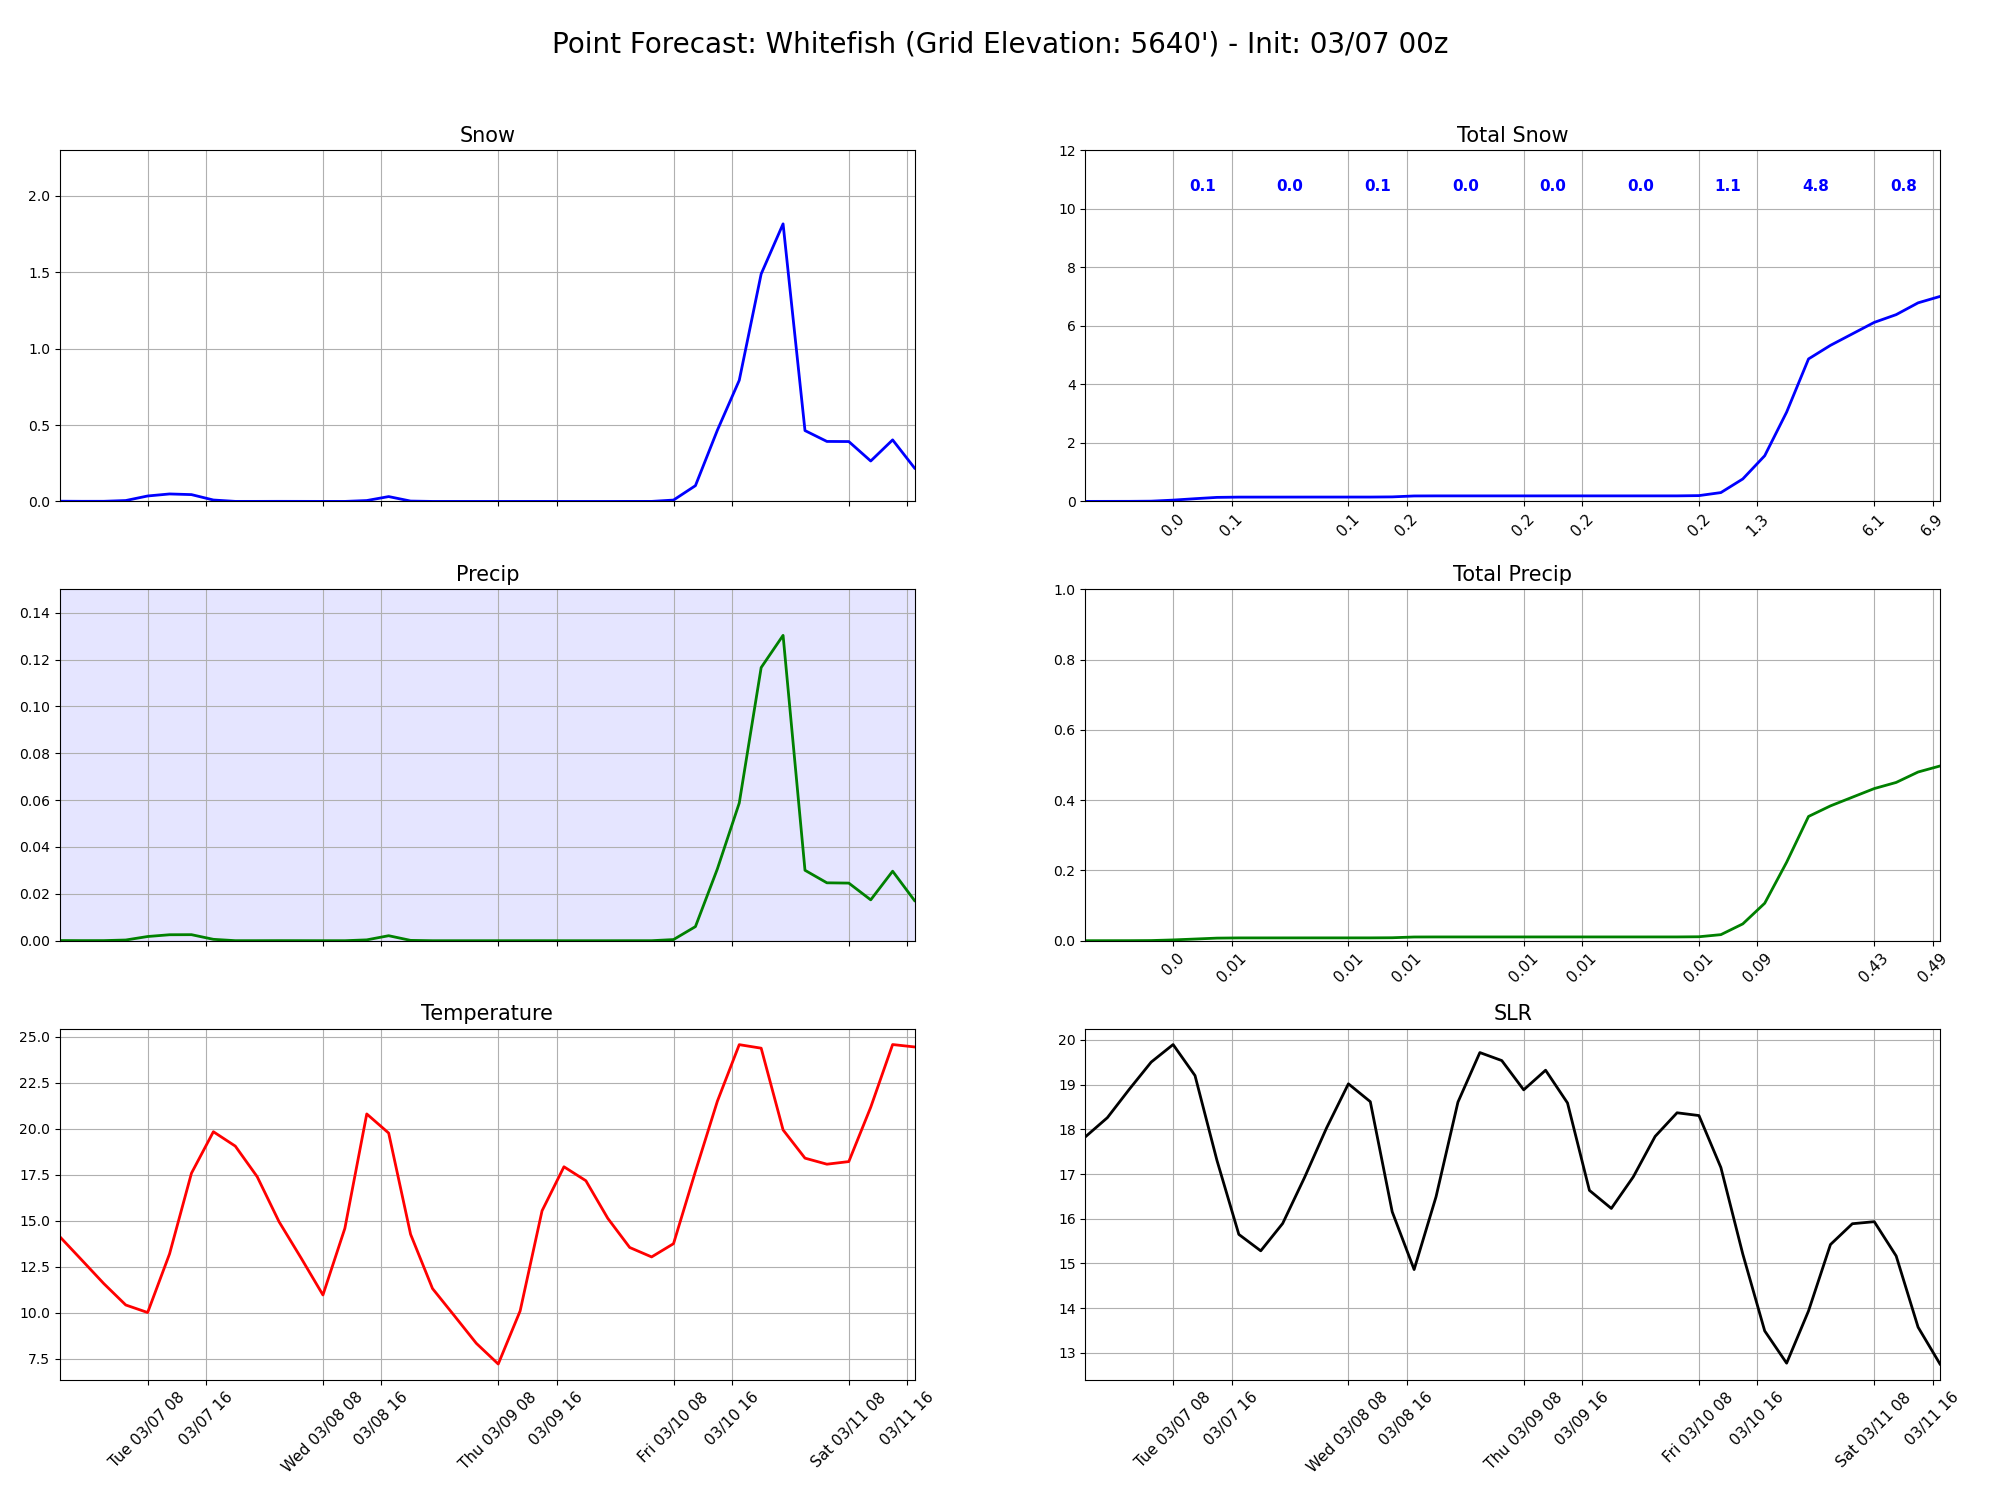 Point Forecast: Whitefish (Grid Elevation: 5640') - Init: 03/07 00z
Snow
2.0
1.5
1.0
0.5
0.0
Total Snow
12
10
8
6
4
2
0
0.1 0.0 0.1 0.0 0.0 0.0 1.1 4.8 0.8
0.0 0.1 0.1 0.2 0.2 0.2 0.2 1.3 6.1 6.9
Precip
0.14
0.12
0.10
0.08
0.06
0.04
0.02
0.00
Total Precip
1.0
0.8
0.6
0.4
0.2
0.0
0.0 0.01 0.01 0.01 0.01 0.01 0.01 0.09 0.43 0.49
Temperature
25.0
22.5
20.0
17.5
15.0
12.5
10.0
7.5
Tue 03/07 08
03/07 16
Wed 03/08 08
03/08 16
Thu 03/09 08
03/09 16
Fri 03/10 08
03/10 16
Sat 03/11 08
03/11 16
SLR
20
19
18
17
16
15
14
13
Tue 03/07 08
03/07 16
Wed 03/08 08
03/08 16
Thu 03/09 08
03/09 16
Fri 03/10 08
03/10 16
Sat 03/11 08
03/11 16